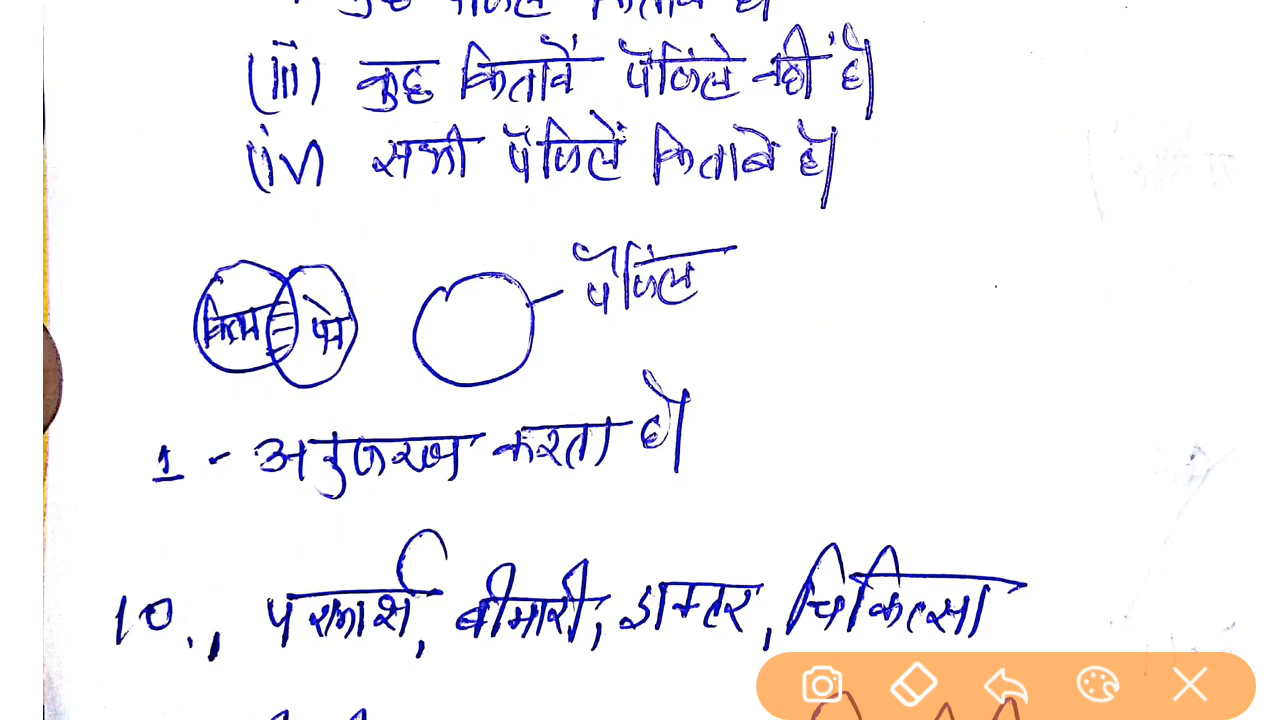 कुछ पेंसिलें किताबें हैं
(iii) कुछ किताबें पेंसिलें नहीं हैं।
(iv) सभी पेंसिलें किताबें हैं।
किताब पेन पेंसिल
1 - अनुकरण करता है।
10., परामर्श, बीमारी, डाक्टर, चिकित्सा